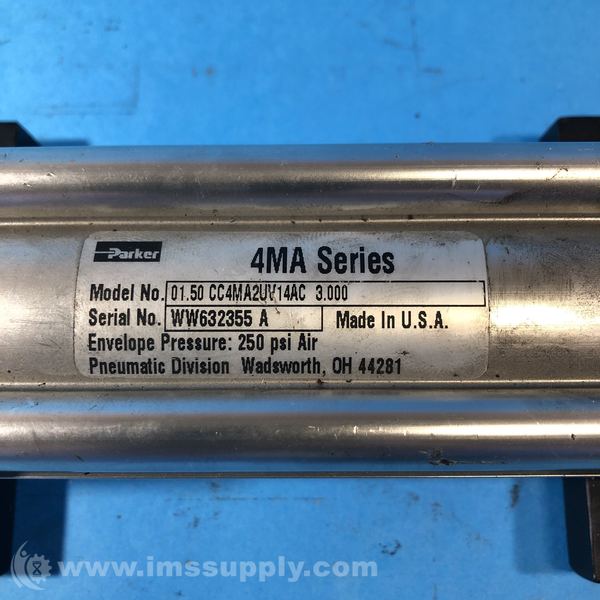 Parker
4MA Series
Model No. 01.50 CC4MA2UV14AC 3.000
Serial No. WW632355 A Made In U.S.A.
Envelope Pressure: 250 psi Air
Pneumatic Division Wadsworth, OH 44281
www.imssupply.com